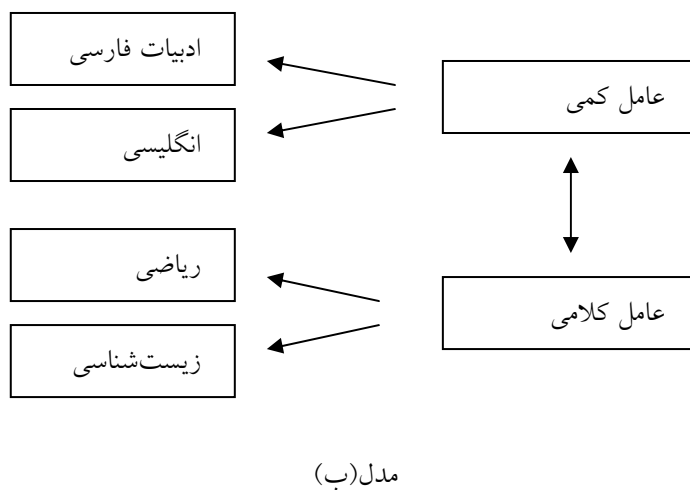 ادبیات فارسی
عامل کمی
انگلیسی
ریاضی
عامل کلامی
زیست‌شناسی
مدل(ب)